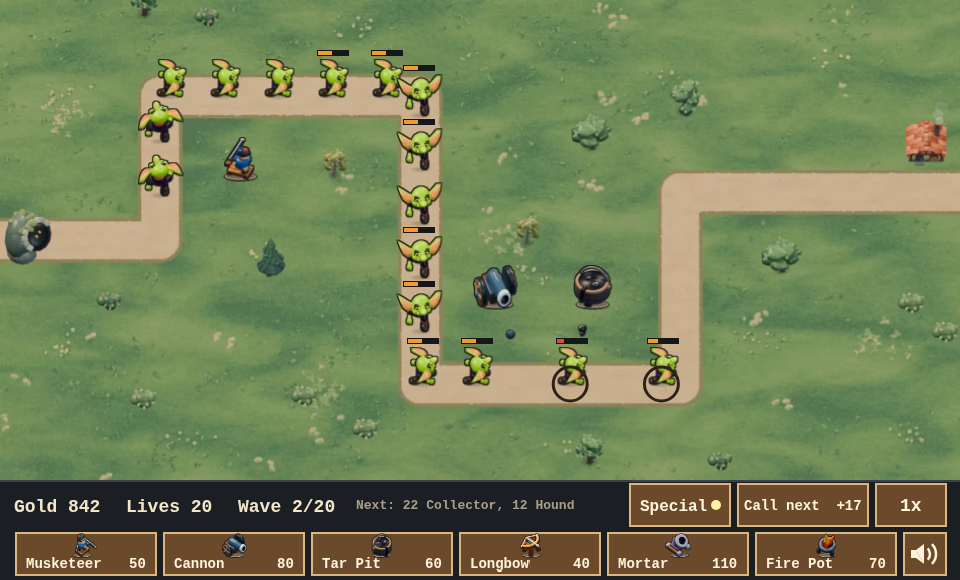 Gold 842 Lives 20 Wave 2/20 Next: 22 Collector, 12 Hound Special Call next +17 1x
Musketeer 50 Cannon 80 Tar Pit 60 Longbow 40 Mortar 110 Fire Pot 70